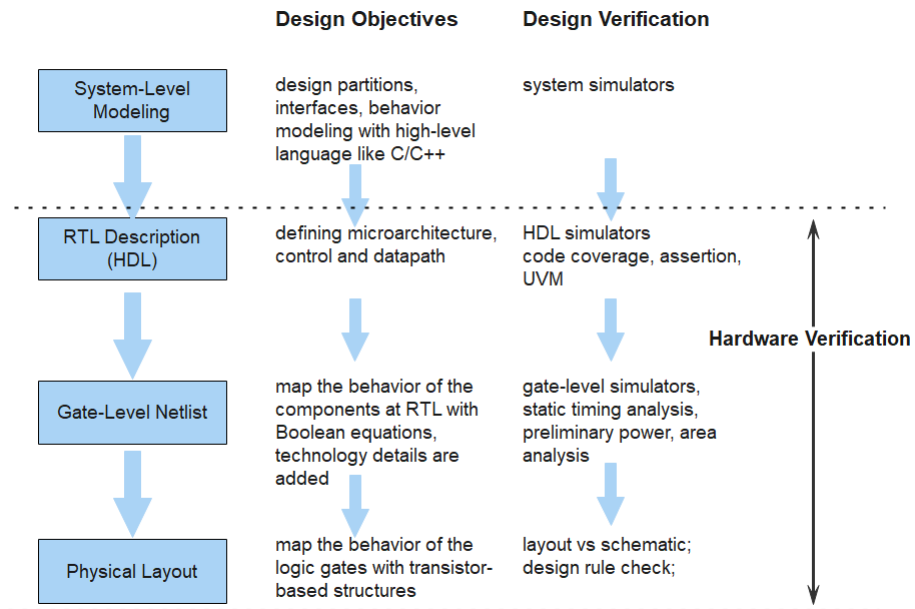 Design Objectives
Design Verification
System-Level
Modeling
design partitions,
interfaces, behavior
modeling with high-level
language like C/C++
system simulators
RTL Description
(HDL)
defining microarchitecture,
control and datapath
HDL simulators
code coverage, assertion,
UVM
Hardware Verification
Gate-Level Netlist
map the behavior of the
components at RTL with
Boolean equations,
technology details are
added
gate-level simulators,
static timing analysis,
preliminary power, area
analysis
Physical Layout
map the behavior of the
logic gates with transistor-
based structures
layout vs schematic;
design rule check;